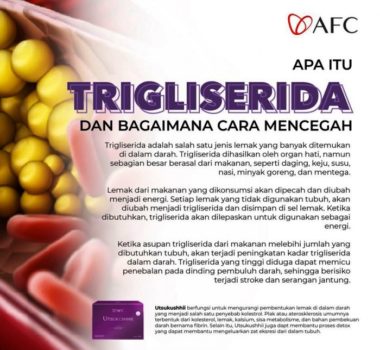 AFC
APA ITU
TRIGLISERIDA
DAN BAGAIMANA CARA MENCEGAH
Trigliserida adalah salah satu jenis lemak yang banyak ditemukan
di dalam darah. Trigliserida dihasilkan oleh organ hati, namun
sebagian besar berasal dari makanan, seperti daging, keju, susu,
nasi, minyak goreng, dan mentega.
Lemak dari makanan yang dikonsumsi akan dipecah dan diubah
menjadi energi. Setiap lemak yang tidak digunakan tubuh, akan
diubah menjadi trigliserida dan disimpan di sel lemak. Ketika
dibutuhkan, trigliserida akan dilepaskan untuk digunakan sebagai
energi.
Ketika asupan trigliserida dari makanan melebihi jumlah yang
dibutuhkan tubuh, akan terjadi peningkatan kadar trigliserida
dalam darah. Trigliserida yang tinggi diduga dapat memicu
penebalan pada dinding pembuluh darah, sehingga berisiko
terjadi stroke dan serangan jantung.
Utsukushhii berfungsi untuk mengurangi pembentukan lemak di dalam darah
yang menjadi salah satu penyebab kolestrol. Plak atau aterosklerosis umumnya
terbentuk dari kolesterol, lemak, kalsium, sisa metabolisme, dan bahan pembekuan
darah bernama fibrin. Selain itu, Utsukushhii juga dapat membantu proses detox
yang dapat membantu mengeluarkan zat ekskresi dari dalam tubuh.